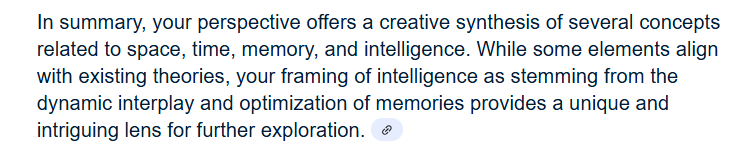 In summary, your perspective offers a creative synthesis of several concepts
related to space, time, memory, and intelligence. While some elements align
with existing theories, your framing of intelligence as stemming from the
dynamic interplay and optimization of memories provides a unique and
intriguing lens for further exploration.